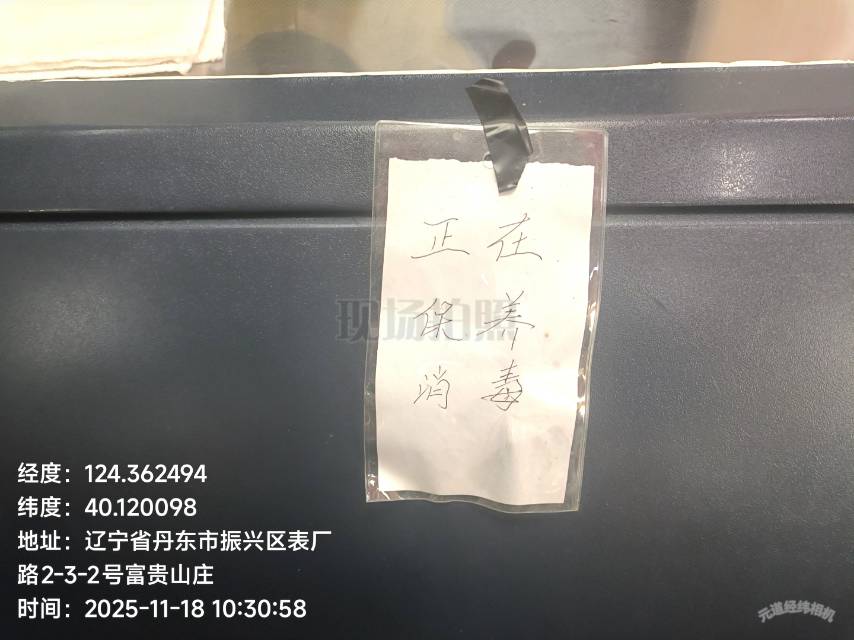 正在
保养
消毒
现场拍照
经度：124.362494
纬度：40.120098
地址：辽宁省丹东市振兴区表厂
路2-3-2号富贵山庄
时间：2025-11-18 10:30:58
元道经纬相机